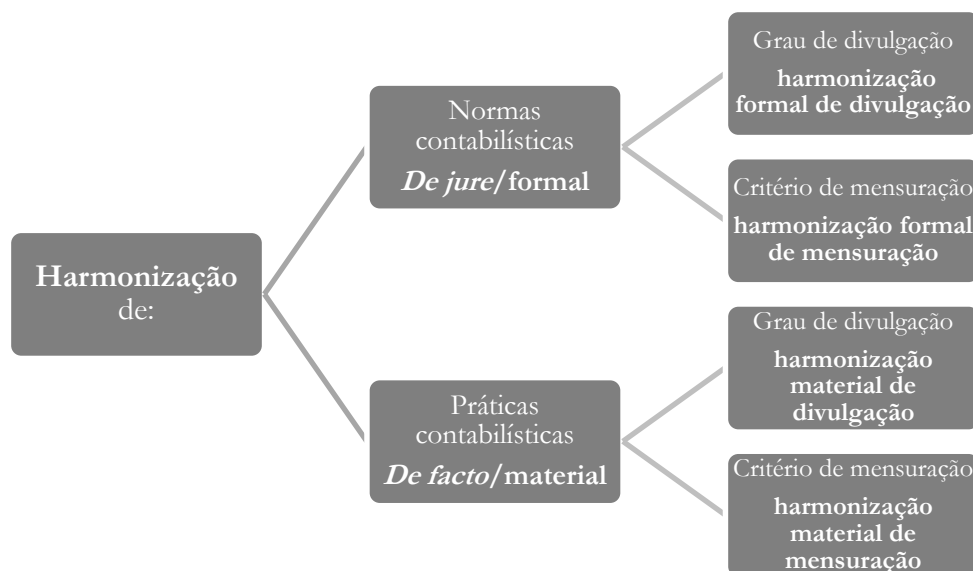 Harmonização
de:
Normas
contabilísticas
De jure/formal
Grau de divulgação
harmonização
formal de divulgação
Critério de mensuração
harmonização formal
de mensuração
Práticas
contabilísticas
De facto/material
Grau de divulgação
harmonização
material de
divulgação
Critério de mensuração
harmonização
material de
mensuração